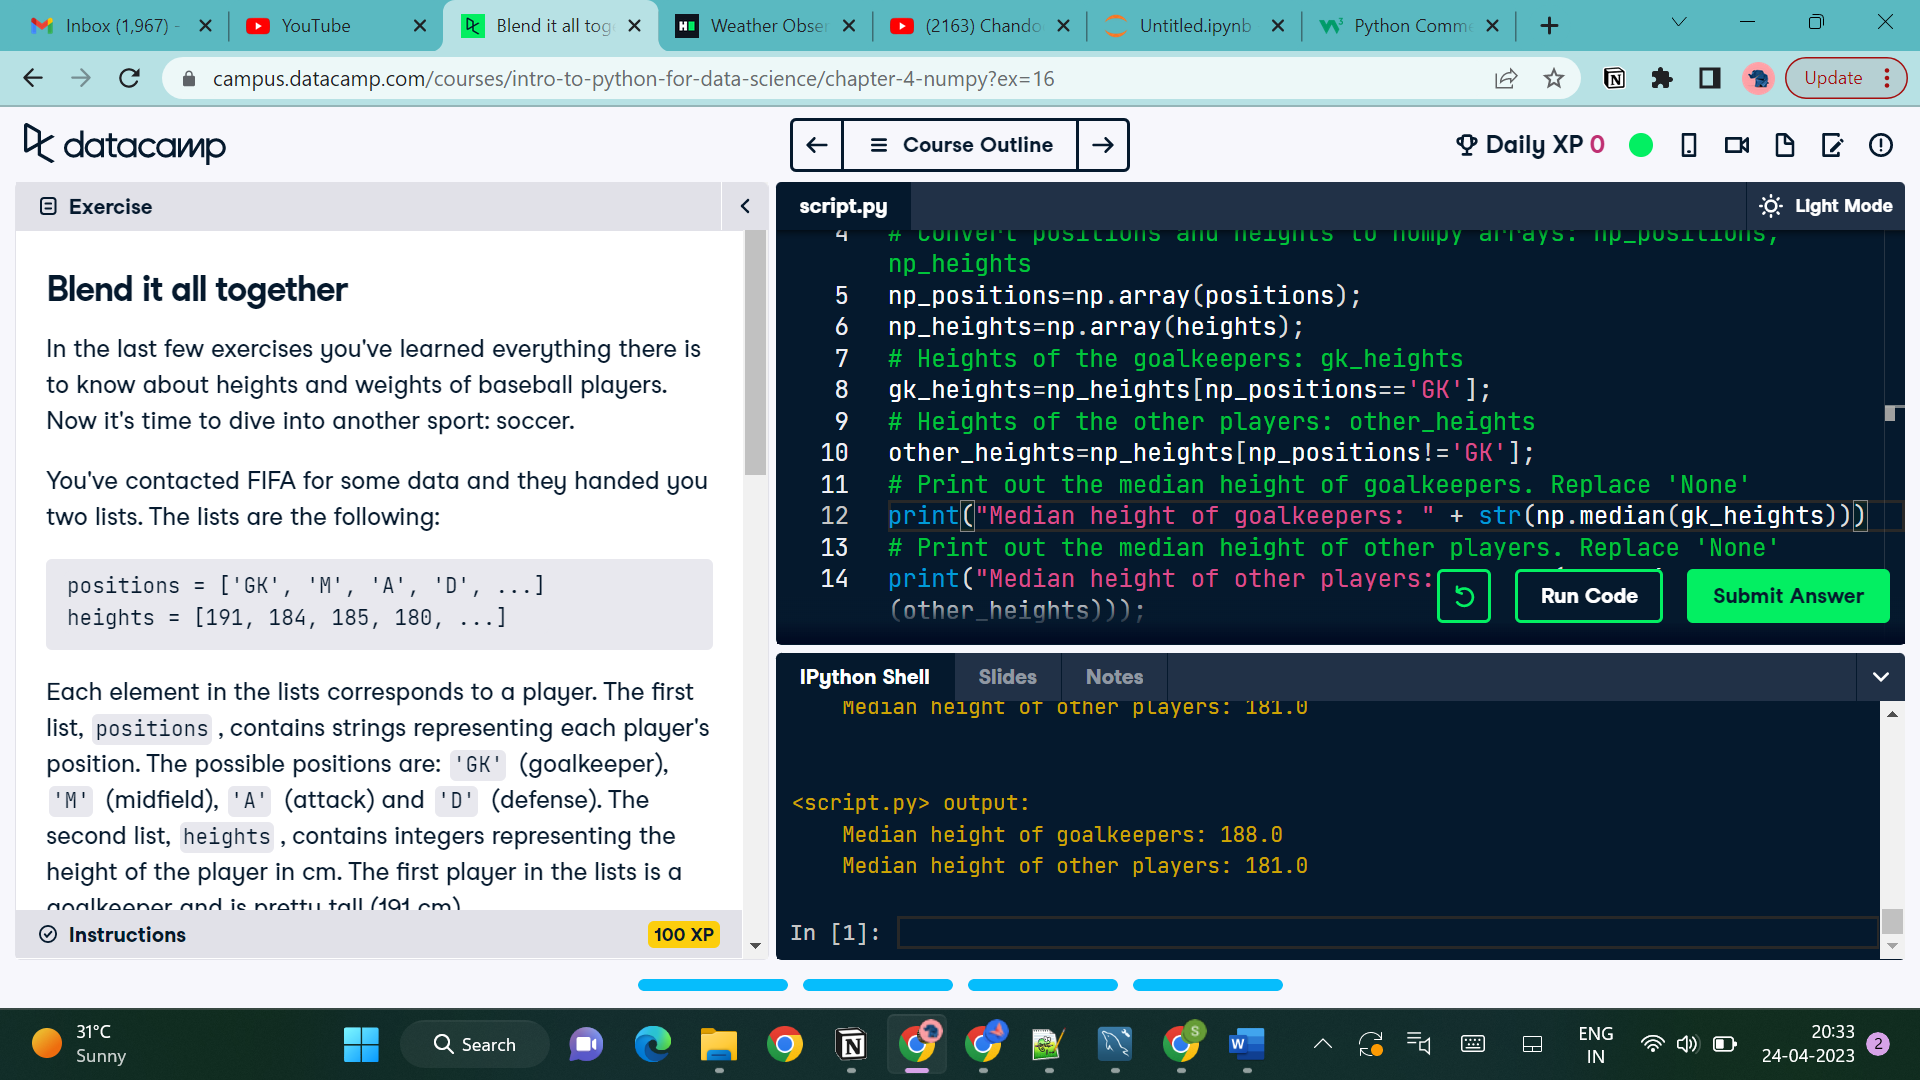 Inbox (1,967) -
YouTube
Blend it all tog
Weather Obser
(2163) Chando
Untitled.ipynb
Python Comme
campus.datacamp.com/courses/intro-to-python-for-data-science/chapter-4-numpy?ex=16
Update
datacamp
Course Outline
Daily XP 0
Exercise
Blend it all together
In the last few exercises you've learned everything there is
to know about heights and weights of baseball players.
Now it's time to dive into another sport: soccer.
You've contacted FIFA for some data and they handed you
two lists. The lists are the following:
positions = ['GK', 'M', 'A', 'D', ...]
heights = [191, 184, 185, 180, ...]
Each element in the lists corresponds to a player. The first
list, positions , contains strings representing each player's
position. The possible positions are: 'GK' (goalkeeper),
'M' (midfield), 'A' (attack) and 'D' (defense). The
second list, heights , contains integers representing the
height of the player in cm. The first player in the lists is a
goalkeeper and is pretty tall (191 cm)
Instructions
100 XP
script.py
Light Mode
4 # Convert positions and heights to numpy arrays: np_positions,
np_heights
5 np_positions=np.array(positions);
6 np_heights=np.array(heights);
7 # Heights of the goalkeepers: gk_heights
8 gk_heights=np_heights[np_positions=='GK'];
9 # Heights of the other players: other_heights
10 other_heights=np_heights[np_positions!='GK'];
11 # Print out the median height of goalkeepers. Replace 'None'
12 print("Median height of goalkeepers: " + str(np.median(gk_heights)))
13 # Print out the median height of other players. Replace 'None'
14 print("Median height of other players:
(other_heights)));
Run Code
Submit Answer
IPython Shell
Slides
Notes
Median height of other players: 181.0
<script.py> output:
Median height of goalkeepers: 188.0
Median height of other players: 181.0
In [1]:
31°C
Sunny
Search
S
W
ENG
IN
20:33
24-04-2023
2